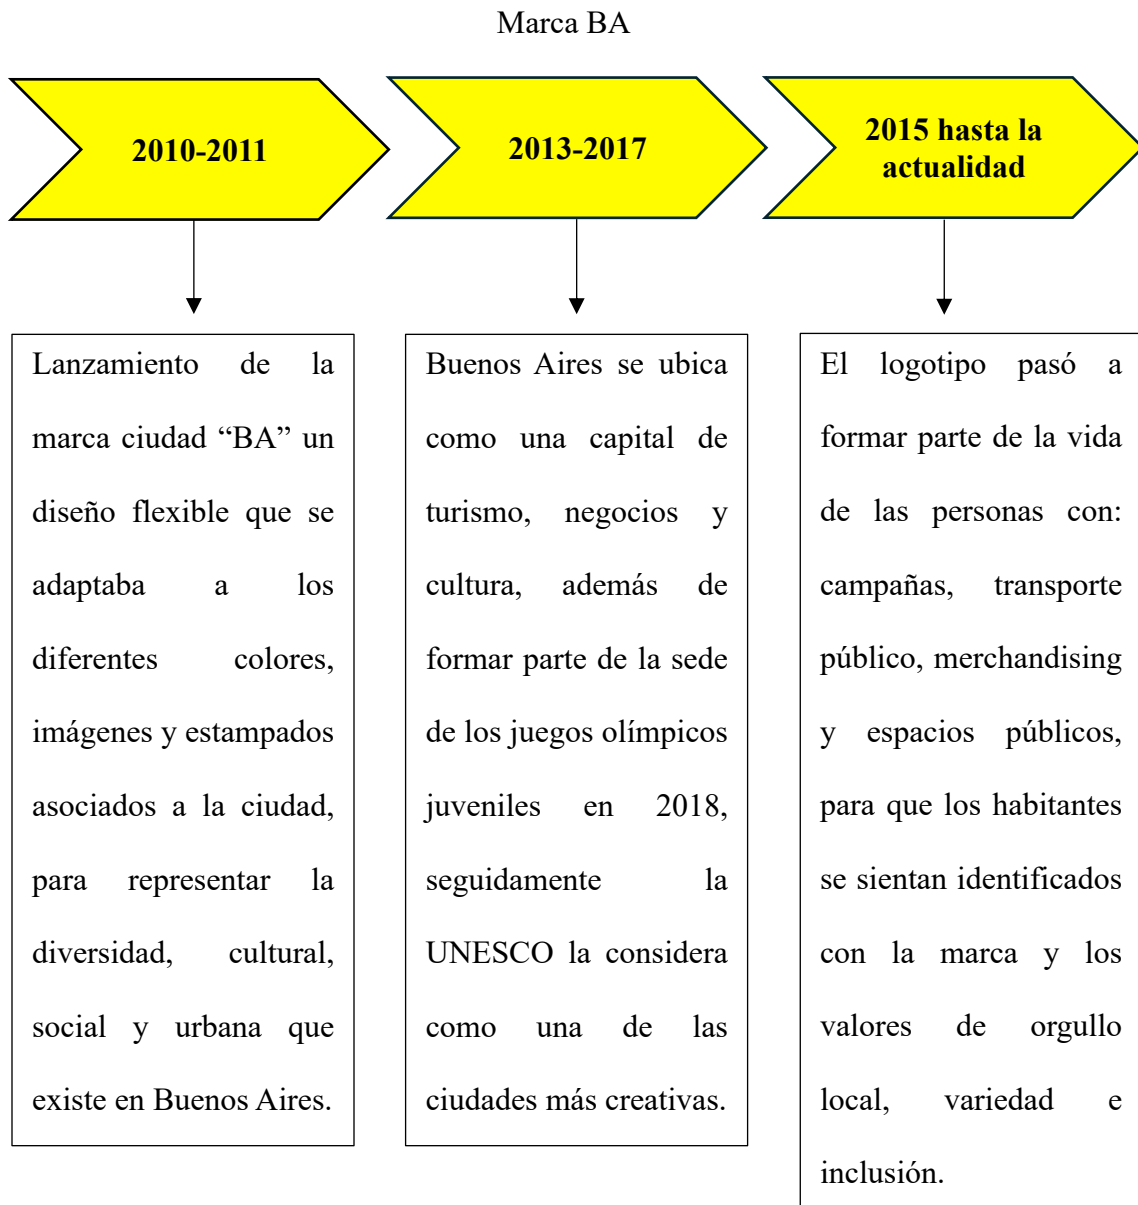 Marca BA
2010-2011
2013-2017
2015 hasta la
actualidad
Lanzamiento de la
marca ciudad “BA” un
diseño flexible que se
adaptaba a los
diferentes colores,
imágenes y estampados
asociados a la ciudad,
para representar la
diversidad, cultural,
social y urbana que
existe en Buenos Aires.
Buenos Aires se ubica
como una capital de
turismo, negocios y
cultura, además de
formar parte de la sede
de los juegos olímpicos
juveniles en 2018,
seguidamente la
UNESCO la considera
como una de las
ciudades más creativas.
El logotipo pasó a
formar parte de la vida
de las personas con:
campañas, transporte
público, merchandising
y espacios públicos,
para que los habitantes
se sientan identificados
con la marca y los
valores de orgullo
local, variedad e
inclusión.